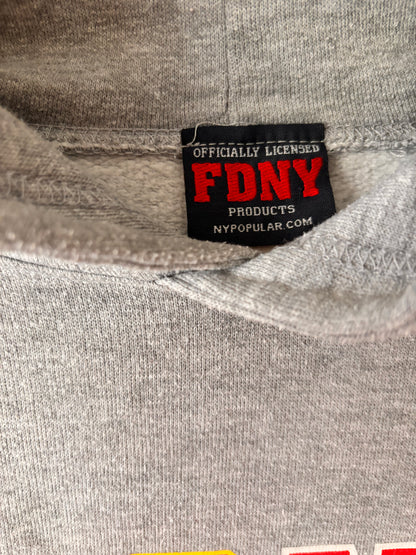 OFFICIALLY LICENSED
FDNY
PRODUCTS
NYPOPULAR.COM